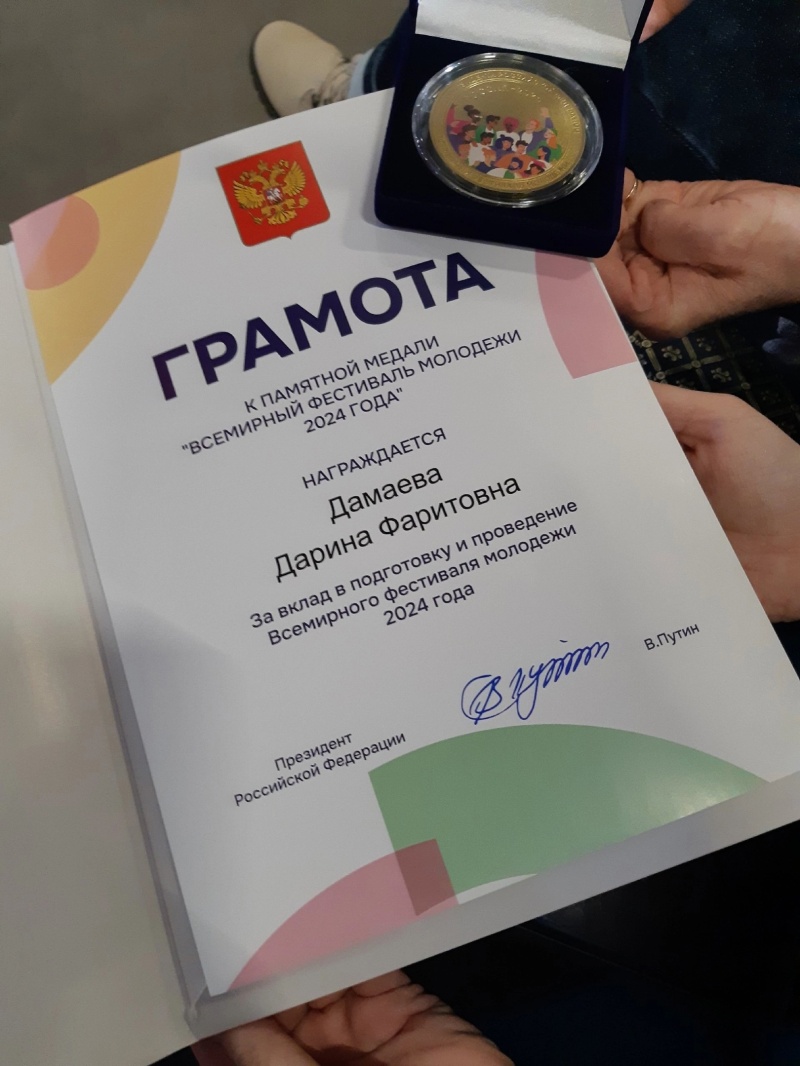 ГРАМОТА
К ПАМЯТНОЙ МЕДАЛИ
"ВСЕМИРНЫЙ ФЕСТИВАЛЬ МОЛОДЕЖИ
2024 ГОДА"
НАГРАЖДАЕТСЯ
Дамаева
Дарина Фаритовна
За вклад в подготовку и проведение
Всемирного фестиваля молодежи
2024 года
В.Путин
Президент
Российской Федерации